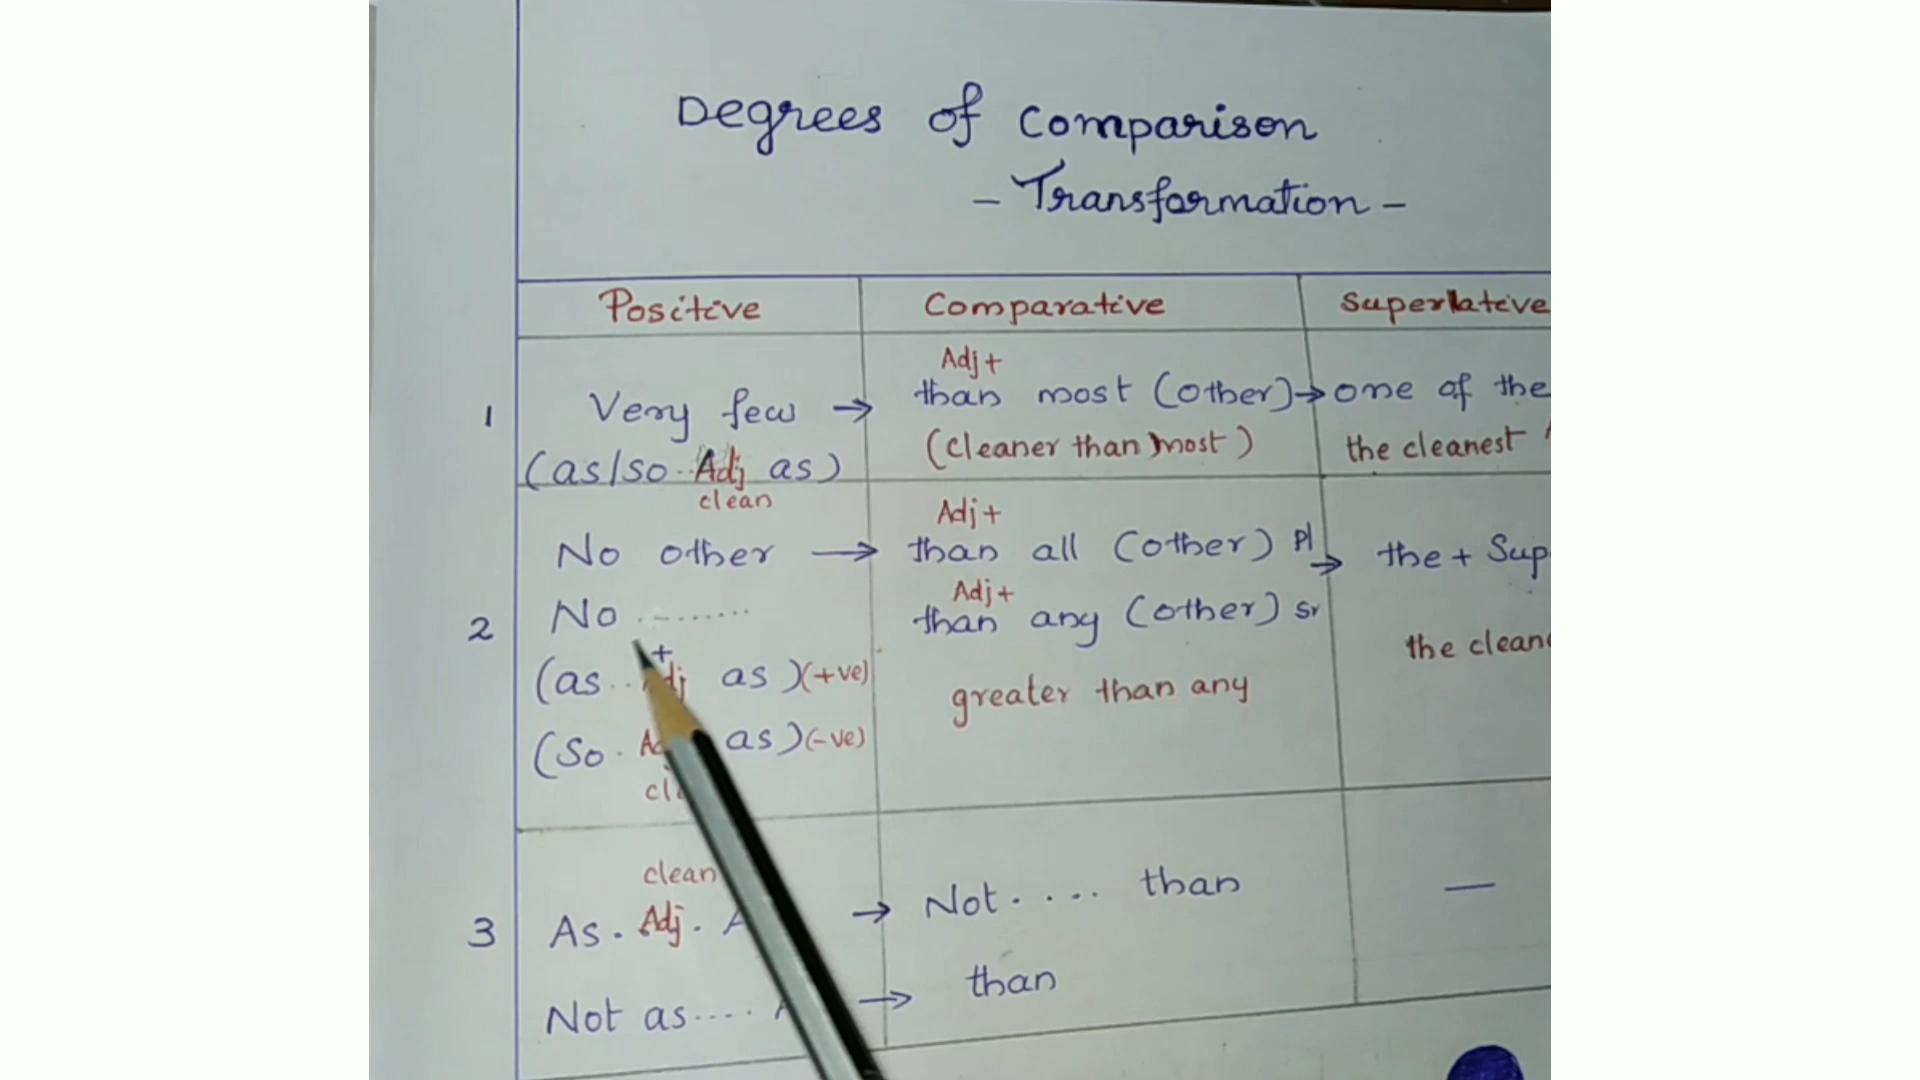 Degrees of Comparison
- Transformation -
Positive Comparative Superlative
Adj +
1 Very few → than most (other) → one of the
(as/so .. Adj as) (Cleaner than most) the cleanest
clean
Adj +
No other → than all (other) pl → the + Sup
Adj +
2 No ........ than any (other) sr
+
(as .. Adj as) (+ve) greater than any the clean
(So . as) (-ve)
clean
3 As . Adj . → Not .... than —
Not as .... → than